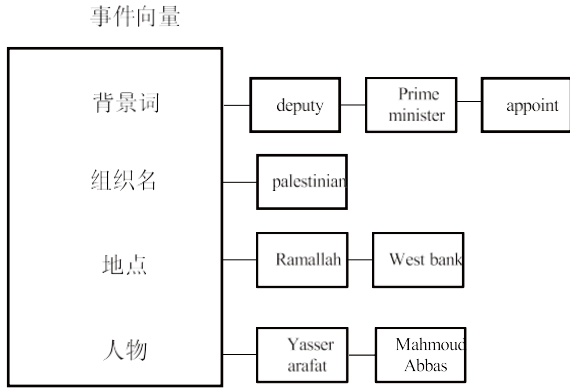 事件向量
背景词
deputy
Prime
minister
appoint
组织名
palestinian
地点
Ramallah
West bank
人物
Yasser
arafat
Mahmoud
Abbas